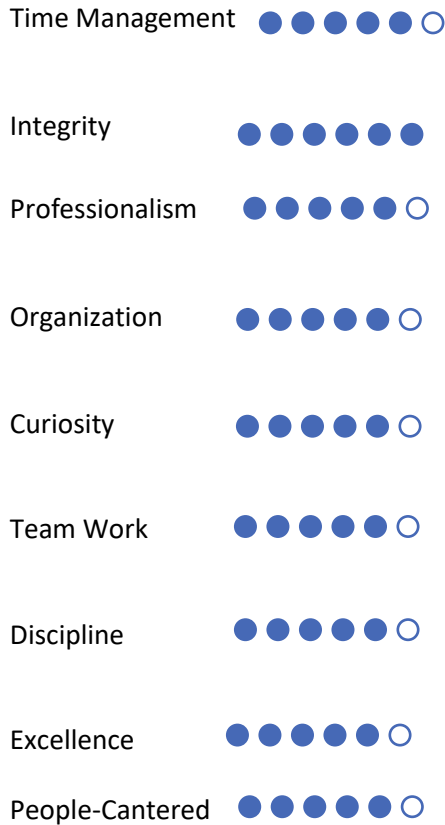 Time Management
Integrity
Professionalism
Organization
Curiosity
Team Work
Discipline
Excellence
People-Cantered